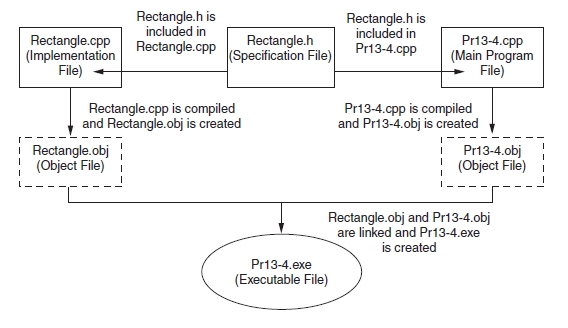 Rectangle.cpp
(Implementation
File)
Rectangle.h is
included in
Rectangle.cpp
Rectangle.h
(Specification File)
Rectangle.h is
included in
Pr13-4.cpp
Pr13-4.cpp
(Main Program
File)
Rectangle.cpp is compiled
and Rectangle.obj is created
Pr13-4.cpp is compiled
and Pr13-4.obj is created
Rectangle.obj
(Object File)
Pr13-4.obj
(Object File)
Rectangle.obj and Pr13-4.obj
are linked and Pr13-4.exe
is created
Pr13-4.exe
(Executable File)